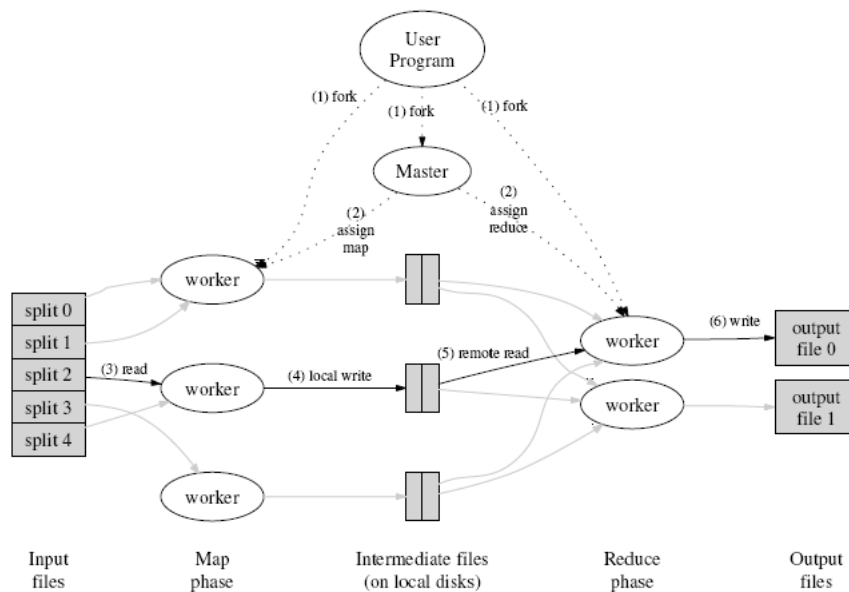 User
Program
(1) fork
(1) fork
(1) fork
Master
(2)
assign
map
(2)
assign
reduce
worker
split 0
split 1
split 2
split 3
split 4
(3) read
worker
(4) local write
(5) remote read
worker
(6) write
output
file 0
worker
output
file 1
worker
Input
files
Map
phase
Intermediate files
(on local disks)
Reduce
phase
Output
files